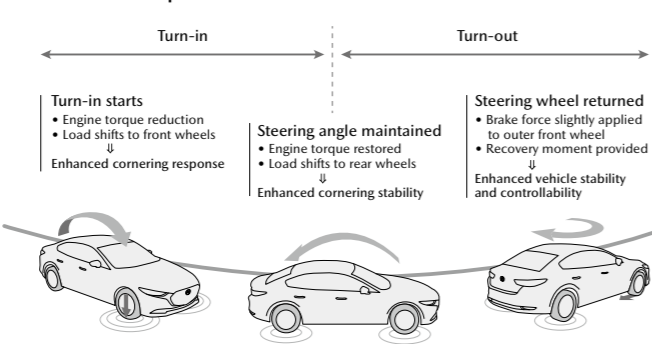 Turn-in
Turn-out
Turn-in starts
• Engine torque reduction
• Load shifts to front wheels
⇓
Enhanced cornering response
Steering angle maintained
• Engine torque restored
• Load shifts to rear wheels
⇓
Enhanced cornering stability
Steering wheel returned
• Brake force slightly applied
to outer front wheel
• Recovery moment provided
⇓
Enhanced vehicle stability
and controllability